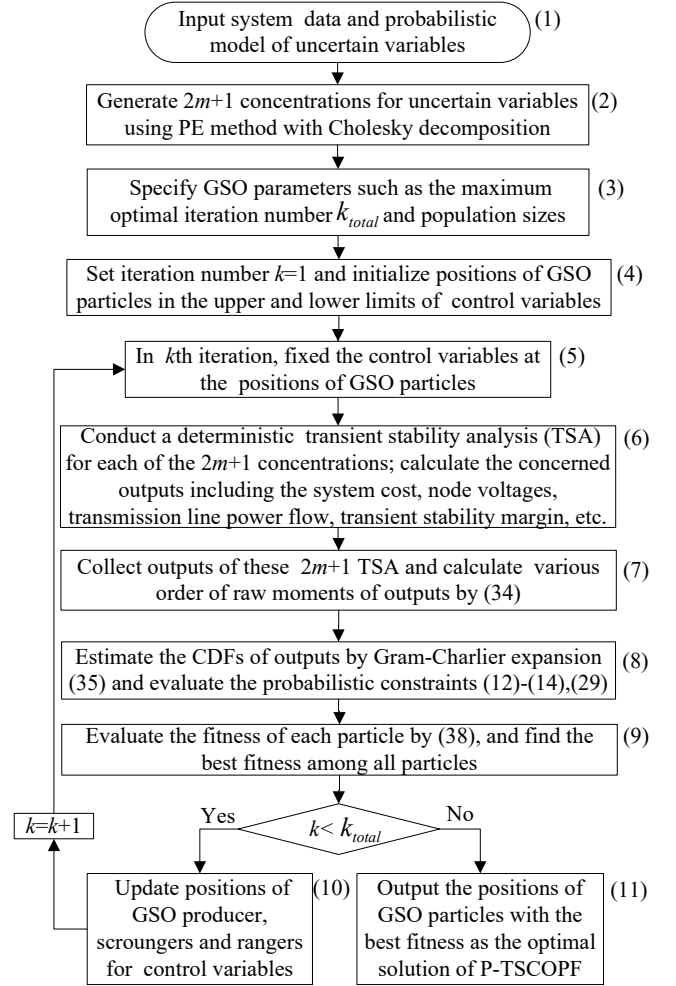 Input system data and probabilistic
model of uncertain variables
(1)
Generate 2m+1 concentrations for uncertain variables
using PE method with Cholesky decomposition
(2)
Specify GSO parameters such as the maximum
optimal iteration number k_total and population sizes
(3)
Set iteration number k=1 and initialize positions of GSO
particles in the upper and lower limits of control variables
(4)
In kth iteration, fixed the control variables at
the positions of GSO particles
(5)
Conduct a deterministic transient stability analysis (TSA)
for each of the 2m+1 concentrations; calculate the concerned
outputs including the system cost, node voltages,
transmission line power flow, transient stability margin, etc.
(6)
Collect outputs of these 2m+1 TSA and calculate various
order of raw moments of outputs by (34)
(7)
Estimate the CDFs of outputs by Gram-Charlier expansion
(35) and evaluate the probabilistic constraints (12)-(14),(29)
(8)
Evaluate the fitness of each particle by (38), and find the
best fitness among all particles
(9)
Yes
k< k_total
No
k=k+1
Update positions of
GSO producer,
scroungers and rangers
for control variables
(10)
Output the positions of
GSO particles with the
best fitness as the optimal
solution of P-TSCOPF
(11)